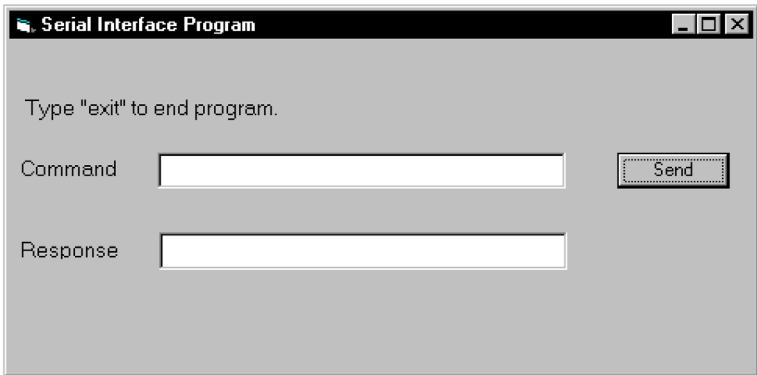 Serial Interface Program
Type "exit" to end program.
Command
Send
Response